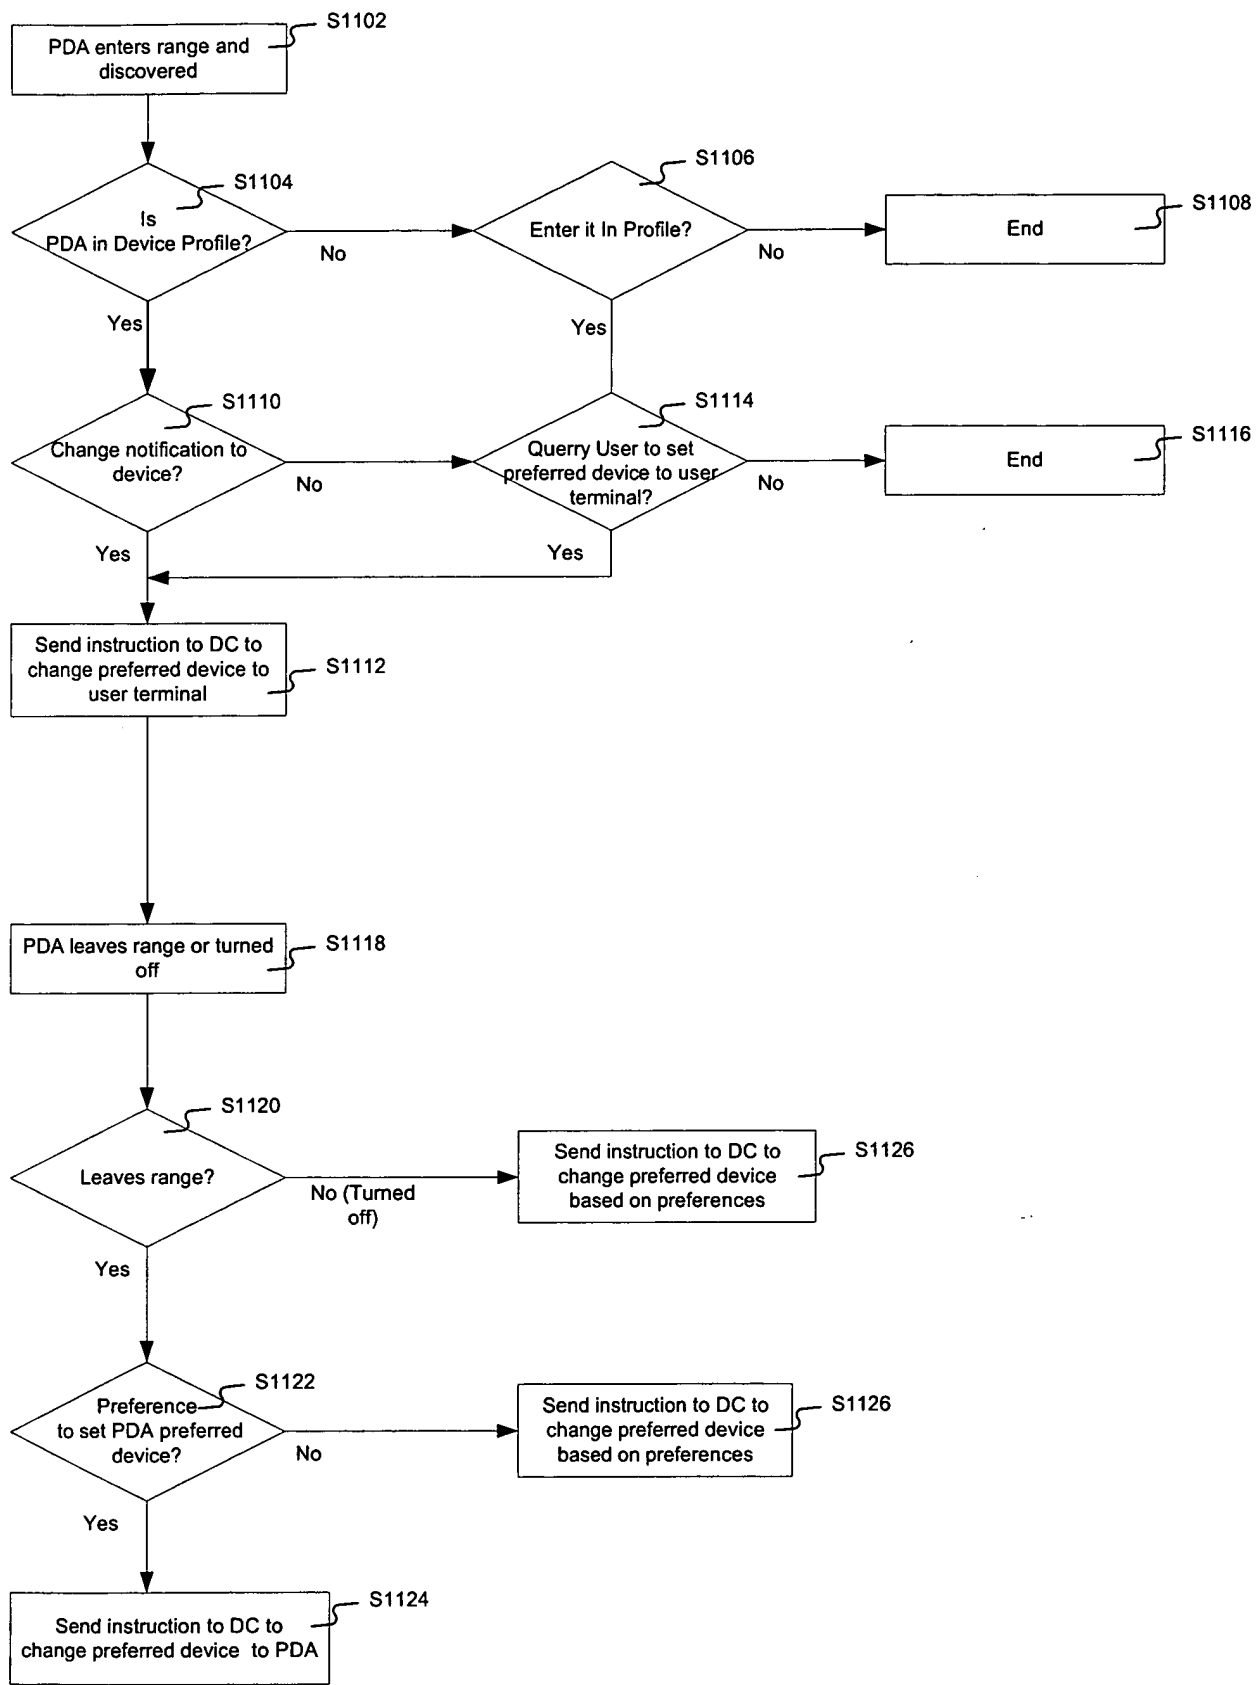 S1102
PDA enters range and
discovered
S1104
Is
PDA in Device Profile?
No
S1106
Enter it In Profile?
No
S1108
End
Yes
Yes
S1110
Change notification to
device?
No
S1114
Querry User to set
preferred device to user
terminal?
No
S1116
End
Yes
Yes
Send instruction to DC to
change preferred device to
user terminal
S1112
PDA leaves range or turned
off
S1118
S1120
Leaves range?
No (Turned
off)
Send instruction to DC to
change preferred device
based on preferences
S1126
Yes
S1122
Preference
to set PDA preferred
device?
No
Send instruction to DC to
change preferred device
based on preferences
S1126
Yes
S1124
Send instruction to DC to
change preferred device to PDA